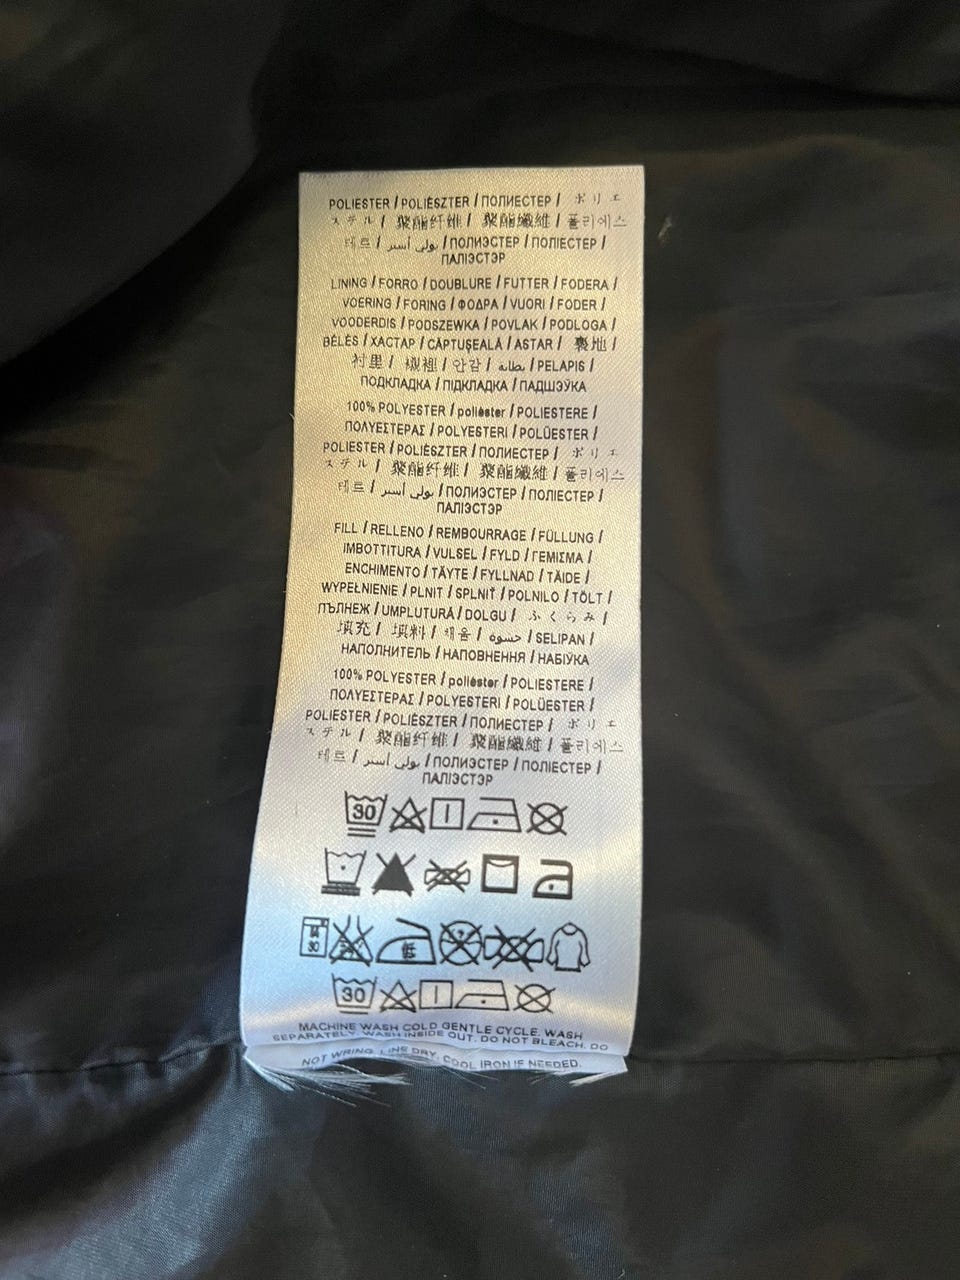 POLIESTER / POLIÉSZTER / ПОЛИЕСТЕР / ポリエ
ステル / 聚酯纤维 / 聚酯纖維 / 폴리에스
테르 / بولي أستر / ПОЛИЭСТЕР / ПОЛІЕСТЕР /
ПАЛІЭСТЭР
LINING / FORRO / DOUBLURE / FUTTER / FODERA /
VOERING / FORING / ΦΟΔΡΑ / VUORI / FODER /
VOODERDIS / PODSZEWKA / POVLAK / PODLOGA /
BÉLÉS / ХАСТАР / CĂPTUŞEALĂ / ASTAR / 裏地 /
衬里 / 襯裡 / 안감 / بطانة / PELAPIS /
ПОДКЛАДКА / ПІДКЛАДКА / ПАДШЭЎКА
100% POLYESTER / poliéster / POLIESTERE /
ΠΟΛΥΕΣΤΕΡΑΣ / POLYESTERI / POLÜESTER /
POLIESTER / POLIÉSZTER / ПОЛИЕСТЕР / ポリエ
ステル / 聚酯纤维 / 聚酯纖維 / 폴리에스
테르 / بولي أستر / ПОЛИЭСТЕР / ПОЛІЕСТЕР /
ПАЛІЭСТЭР
FILL / RELLENO / REMBOURRAGE / FÜLLUNG /
IMBOTTITURA / VULSEL / FYLD / ΓΕΜΙΣΜΑ /
ENCHIMENTO / TÄYTE / FYLLNAD / TÄIDE /
WYPEŁNIENIE / PLNIT / SPLNIŤ / POLNILO / TÖLT /
ПЪЛНЕЖ / UMPLUTURĂ / DOLGU / ふくらみ /
填充 / 填料 / 채움 / حشوة / SELIPAN /
НАПОЛНИТЕЛЬ / НАПОВНЕННЯ / НАБІЎКА
100% POLYESTER / poliéster / POLIESTERE /
ΠΟΛΥΕΣΤΕΡΑΣ / POLYESTERI / POLÜESTER /
POLIESTER / POLIÉSZTER / ПОЛИЕСТЕР / ポリエ
ステル / 聚酯纤维 / 聚酯纖維 / 폴리에스
테르 / بولي أستر / ПОЛИЭСТЕР / ПОЛІЕСТЕР /
ПАЛІЭСТЭР
30
30
30
MACHINE WASH COLD GENTLE CYCLE. WASH
SEPARATELY. WASH INSIDE OUT. DO NOT BLEACH. DO
NOT WRING. LINE DRY. COOL IRON IF NEEDED.